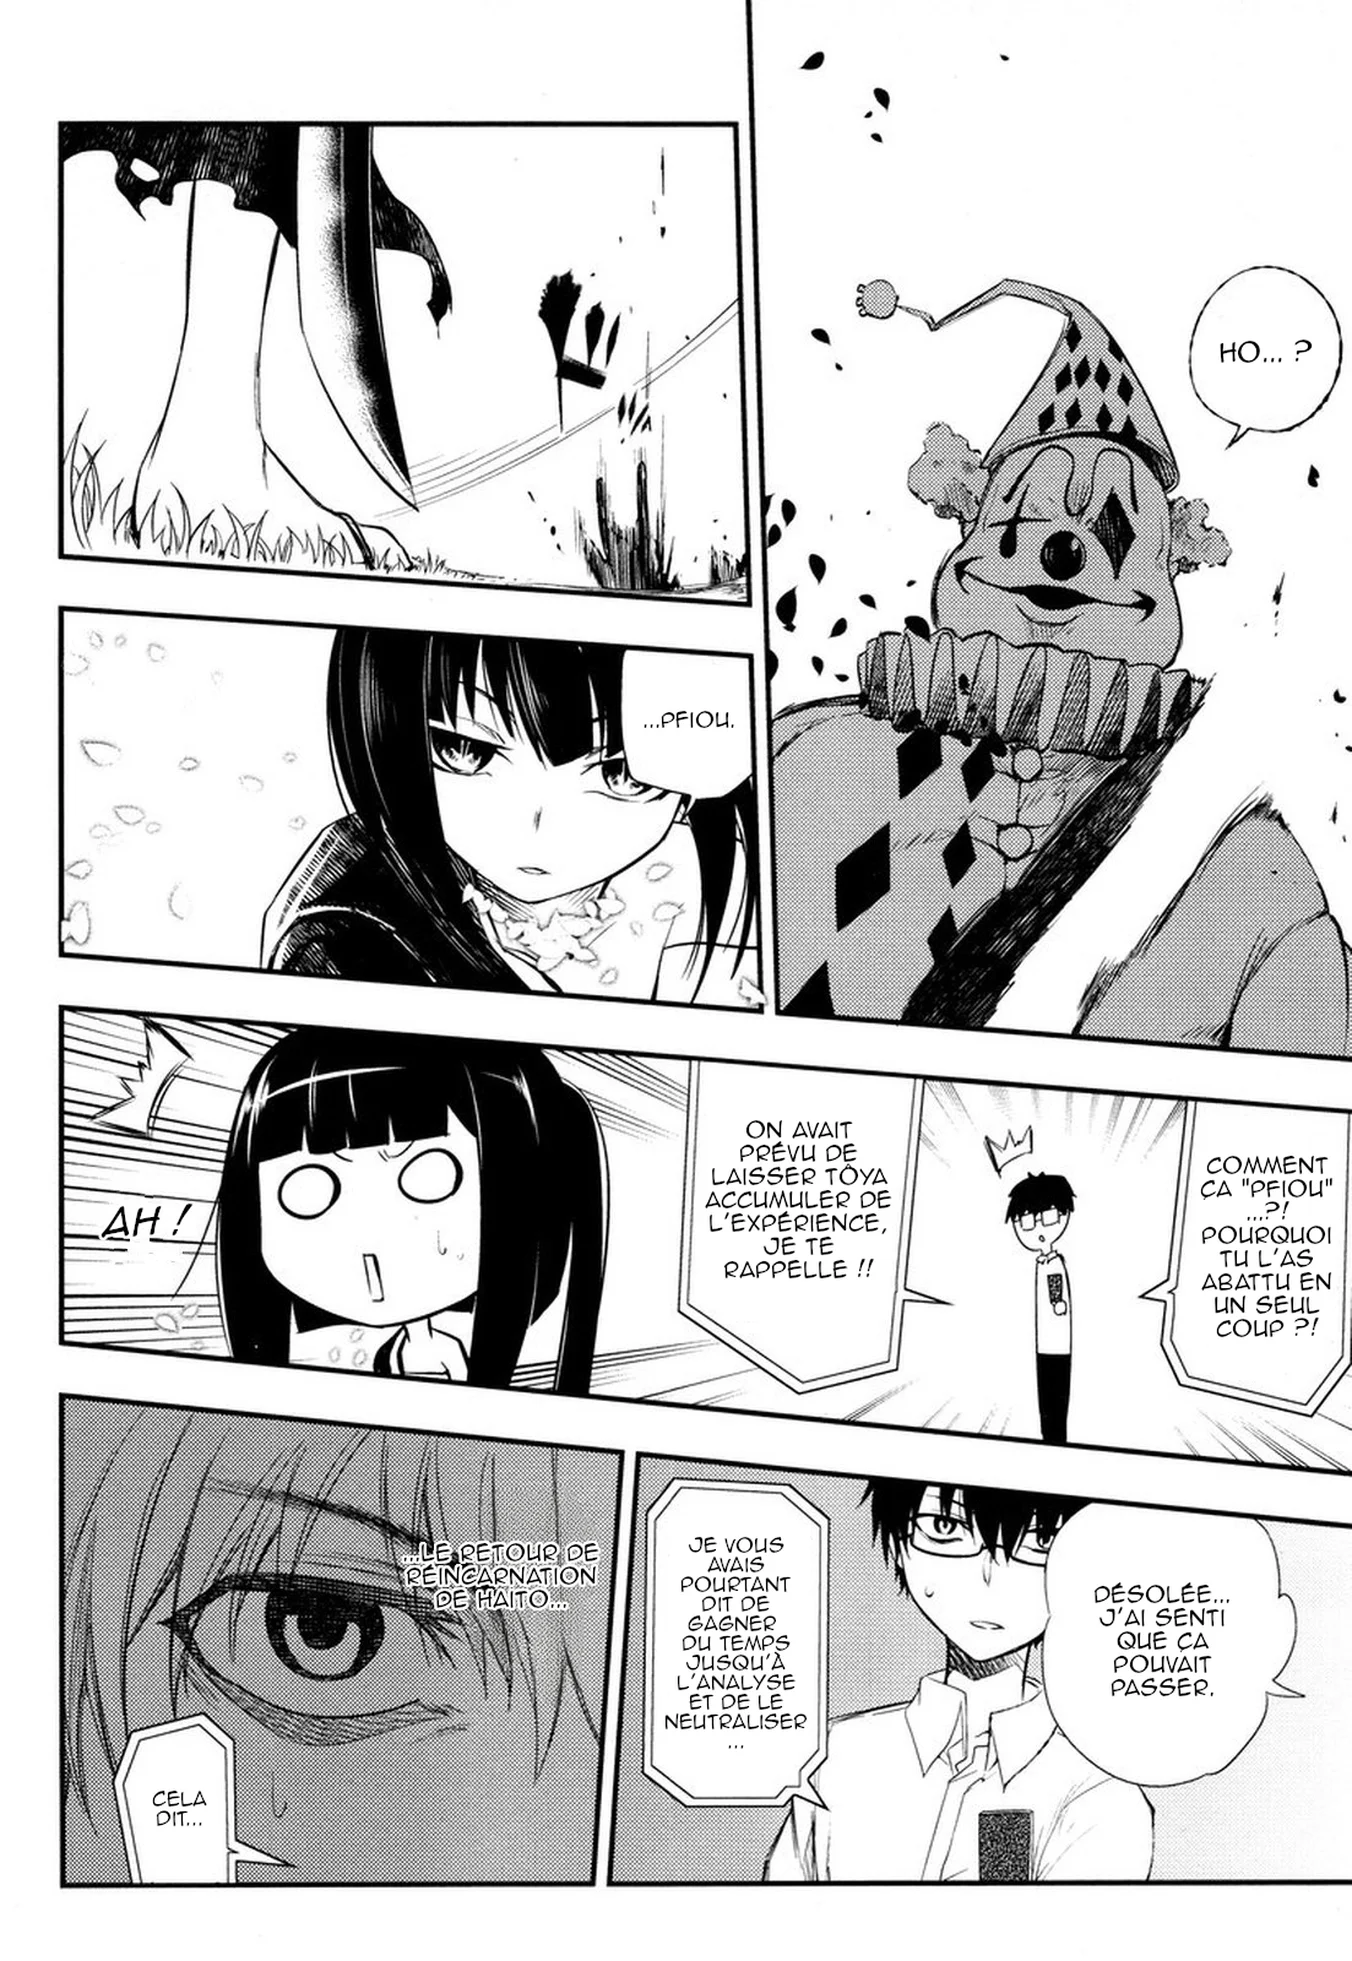 HO... ?
...PFIOU.
COMMENT
ÇA "PFIOU"
...?!
POURQUOI
TU L'AS
ABATTU EN
UN SEUL
COUP ?!
ON AVAIT
PRÉVU DE
LAISSER TÔYA
ACCUMULER DE
L'EXPÉRIENCE,
JE TE
RAPPELLE !!
AH !
DÉSOLÉE...
J'AI SENTI
QUE CA
POUVAIT
PASSER.
JE VOUS
AVAIS
POURTANT
DIT DE
GAGNER
DU TEMPS
JUSQU'À
L'ANALYSE
ET DE LE
NEUTRALISER
...
...LE RETOUR DE
RÉINCARNATION
DE HAITO...
CELA
DIT...